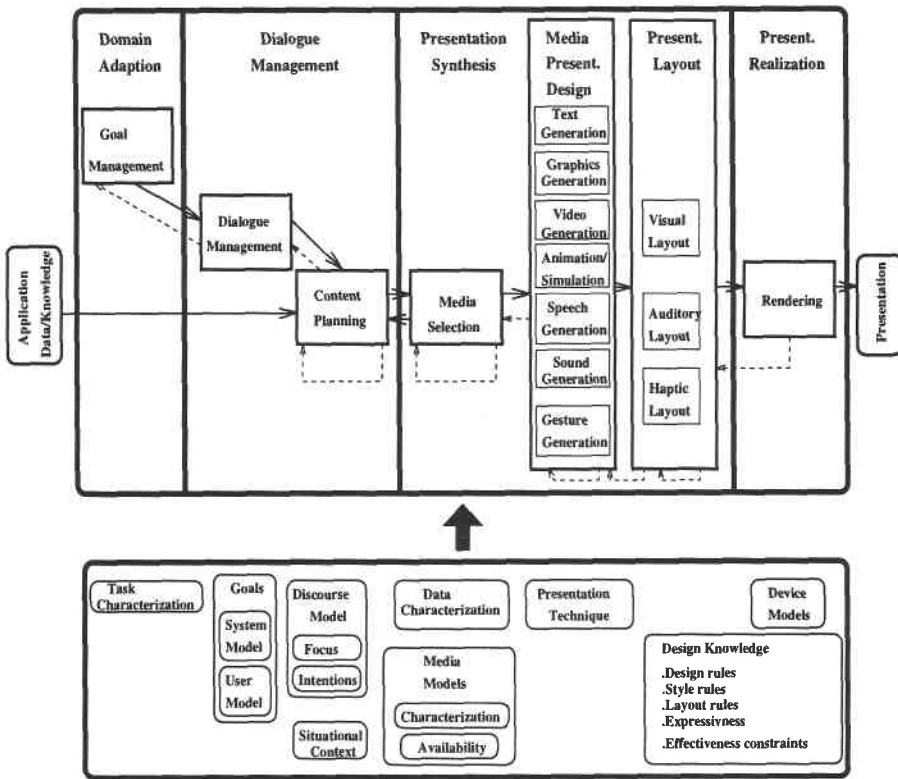 Domain
Adaption
Dialogue
Management
Presentation
Synthesis
Media
Present.
Design
Present.
Layout
Present.
Realization
Goal
Management
Dialogue
Management
Content
Planning
Media
Selection
Text
Generation
Graphics
Generation
Video
Generation
Animation/
Simulation
Speech
Generation
Sound
Generation
Gesture
Generation
Visual
Layout
Auditory
Layout
Haptic
Layout
Rendering
Application
Data/Knowledge
Presentation
Task
Characterization
Goals
System
Model
User
Model
Discourse
Model
Focus
Intentions
Situational
Context
Data
Characterization
Media
Models
Characterization
Availability
Presentation
Technique
Device
Models
Design Knowledge
.Design rules
.Style rules
.Layout rules
.Expressivness
.Effectiveness constraints